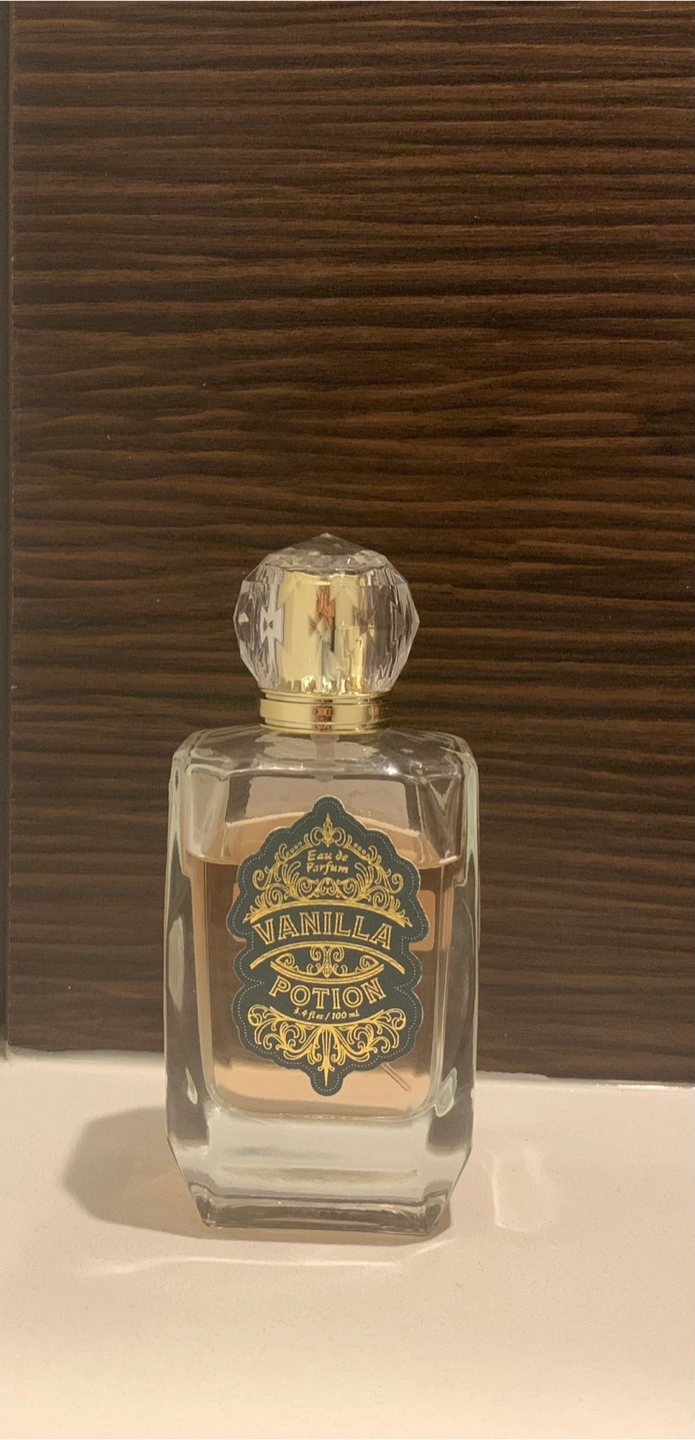 Eau de
Parfum
VANILLA
POTION
3.4 fl oz / 100 ml